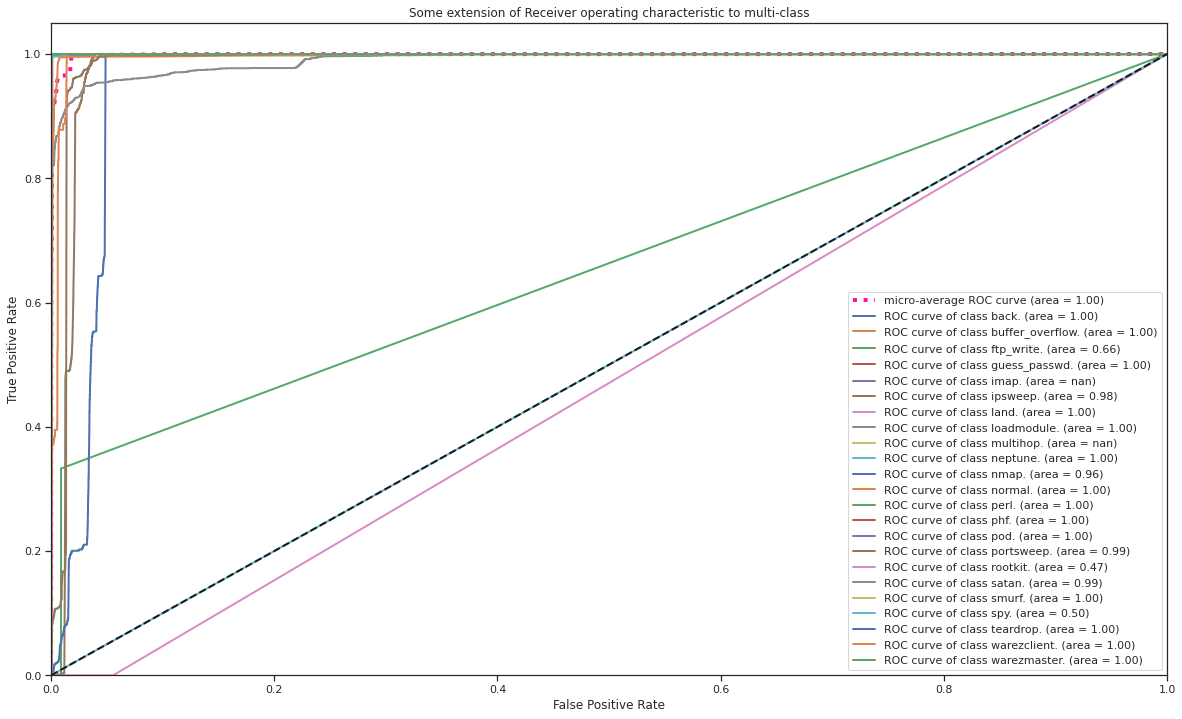 Some extension of Receiver operating characteristic to multi-class
True Positive Rate
1.0
0.8
0.6
0.4
0.2
0.0
0.0
0.2
0.4
0.6
0.8
1.0
False Positive Rate
micro-average ROC curve (area = 1.00)
ROC curve of class back. (area = 1.00)
ROC curve of class buffer_overflow. (area = 1.00)
ROC curve of class ftp_write. (area = 0.66)
ROC curve of class guess_passwd. (area = 1.00)
ROC curve of class imap. (area = nan)
ROC curve of class ipsweep. (area = 0.98)
ROC curve of class land. (area = 1.00)
ROC curve of class loadmodule. (area = 1.00)
ROC curve of class multihop. (area = nan)
ROC curve of class neptune. (area = 1.00)
ROC curve of class nmap. (area = 0.96)
ROC curve of class normal. (area = 1.00)
ROC curve of class perl. (area = 1.00)
ROC curve of class phf. (area = 1.00)
ROC curve of class pod. (area = 1.00)
ROC curve of class portsweep. (area = 0.99)
ROC curve of class rootkit. (area = 0.47)
ROC curve of class satan. (area = 0.99)
ROC curve of class smurf. (area = 1.00)
ROC curve of class spy. (area = 0.50)
ROC curve of class teardrop. (area = 1.00)
ROC curve of class warezclient. (area = 1.00)
ROC curve of class warezmaster. (area = 1.00)